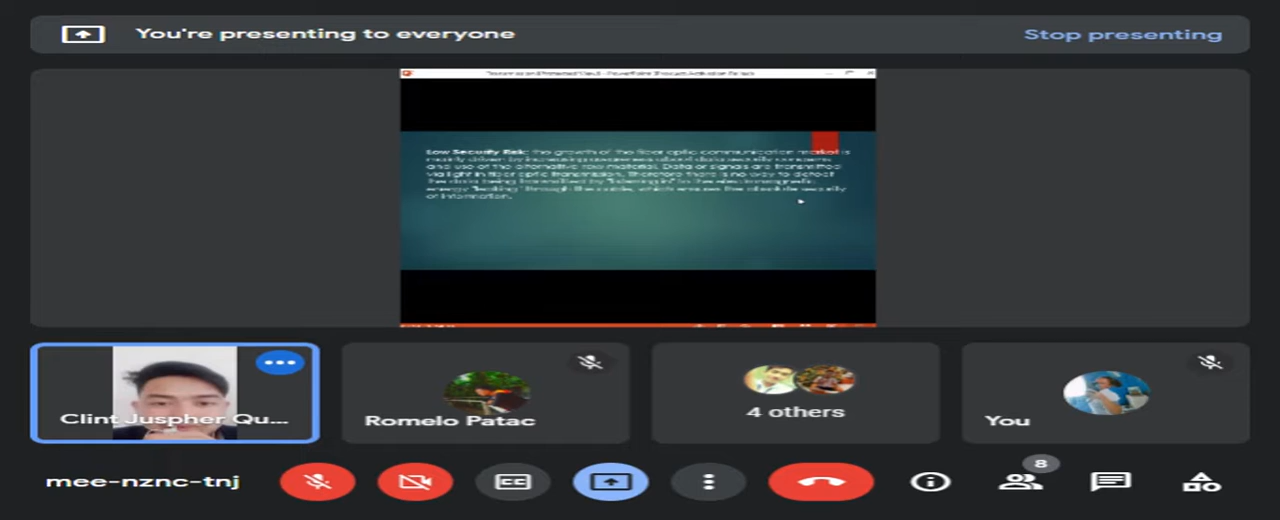 You're presenting to everyone
Stop presenting
Low Security Risk: the growth of the fiber optic communication market is
mainly driven by increasing awareness about data security concerns
and use of the alternative raw material. Data or signals are transmitted
via light in fiber optic transmission. Therefore there is no way to detect
the data being transmitted by "listening in" to the electromagnetic
energy "leaking" through the cable, which ensures the absolute security
of information.
Clint Juspher Qu...
Romelo Patac
4 others
You
mee-nznc-tnj
CC
8